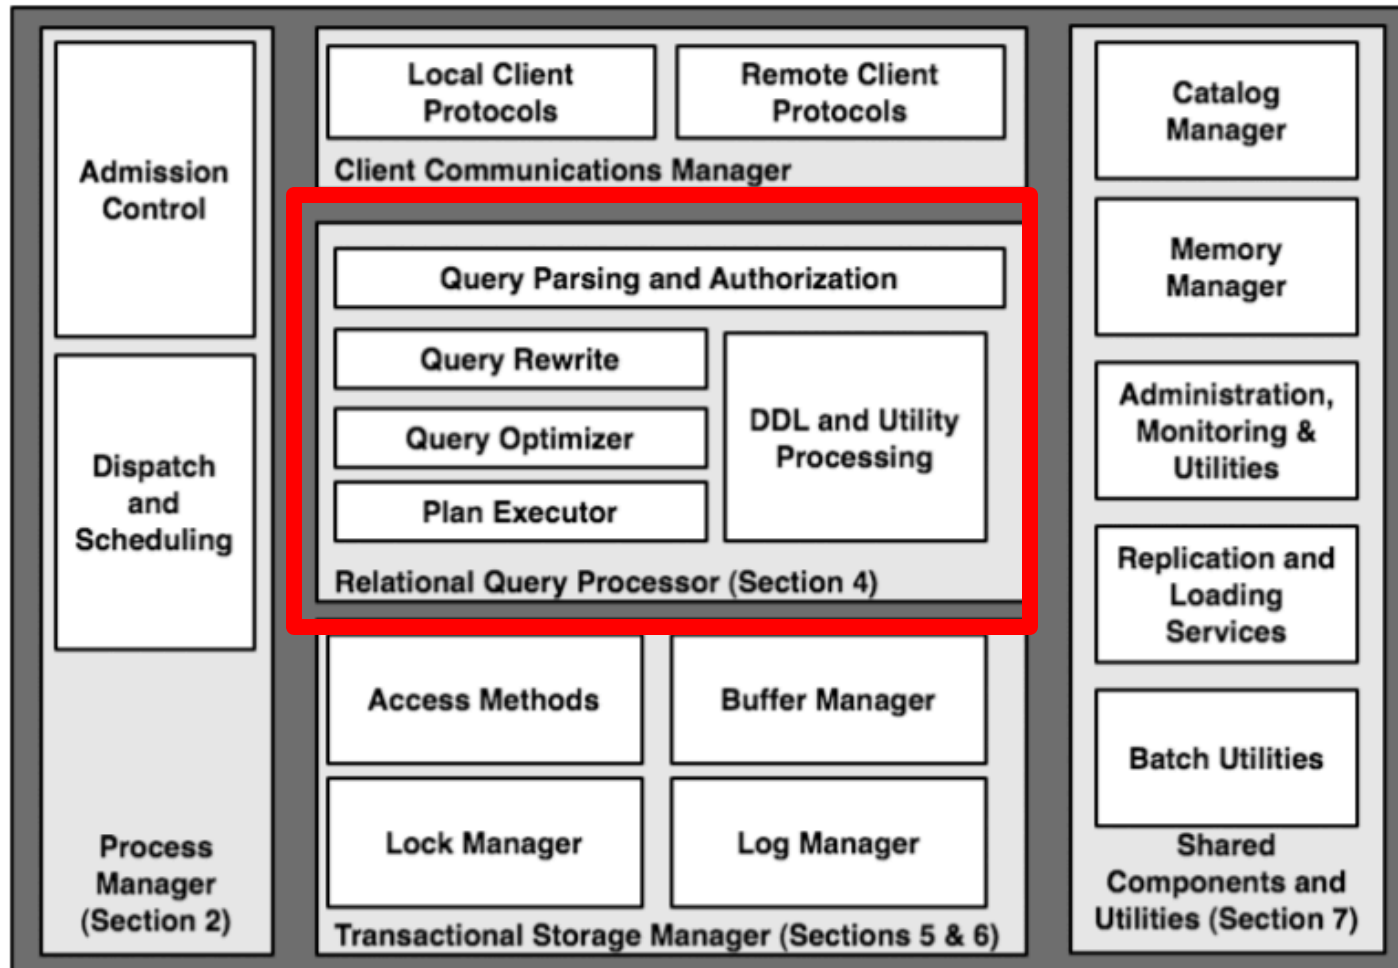 Admission
Control
Dispatch
and
Scheduling
Process
Manager
(Section 2)
Local Client
Protocols
Remote Client
Protocols
Client Communications Manager
Query Parsing and Authorization
Query Rewrite
Query Optimizer
Plan Executor
DDL and Utility
Processing
Relational Query Processor (Section 4)
Access Methods
Buffer Manager
Lock Manager
Log Manager
Transactional Storage Manager (Sections 5 & 6)
Catalog
Manager
Memory
Manager
Administration,
Monitoring &
Utilities
Replication and
Loading
Services
Batch Utilities
Shared
Components and
Utilities (Section 7)